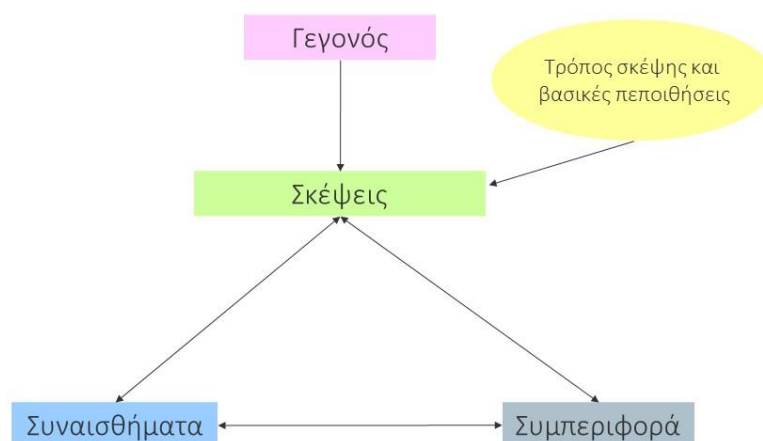 Γεγονός
Τρόπος σκέψης και
βασικές πεποιθήσεις
Σκέψεις
Συναισθήματα
Συμπεριφορά